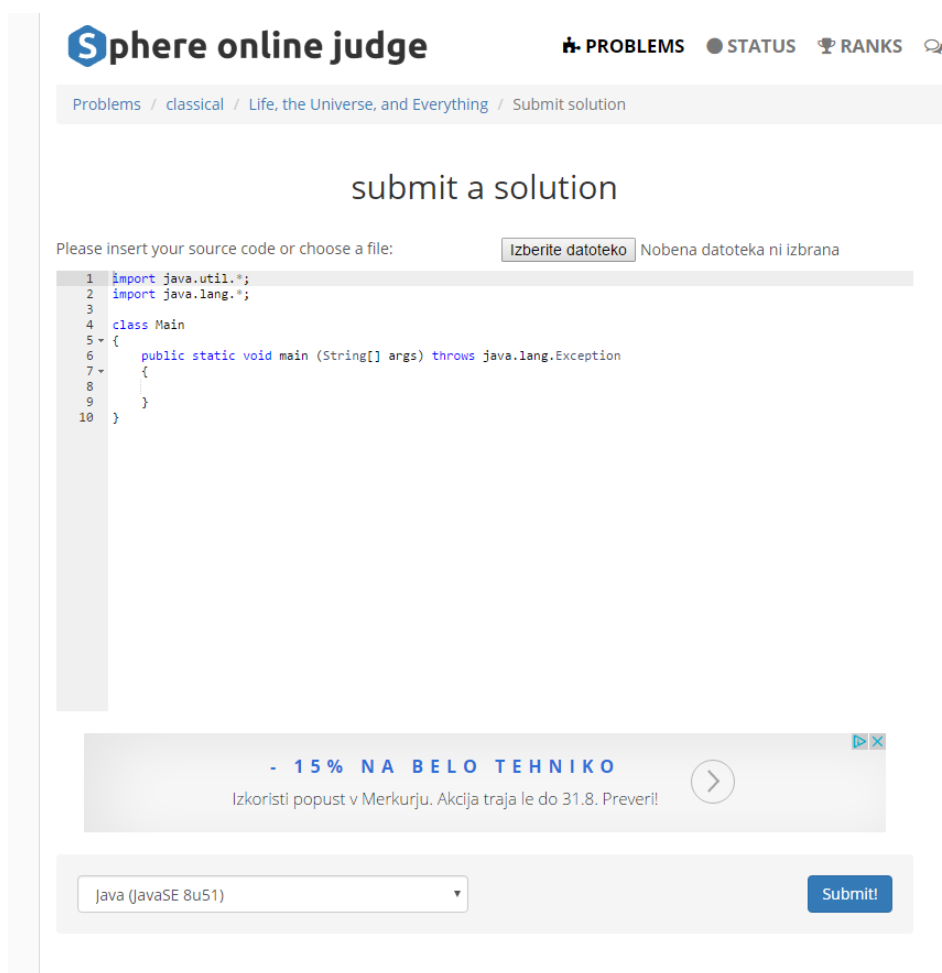 Sphere online judge
PROBLEMS STATUS RANKS
Problems / classical / Life, the Universe, and Everything / Submit solution
submit a solution
Please insert your source code or choose a file: Izberite datoteko Nobena datoteka ni izbrana
1 import java.util.*;
2 import java.lang.*;
3
4 class Main
5 {
6 public static void main (String[] args) throws java.lang.Exception
7 {
8
9 }
10 }
- 15% NA BELO TEHNIKO
Izkoristi popust v Merkurju. Akcija traja le do 31.8. Preveri!
Java (JavaSE 8u51) Submit!